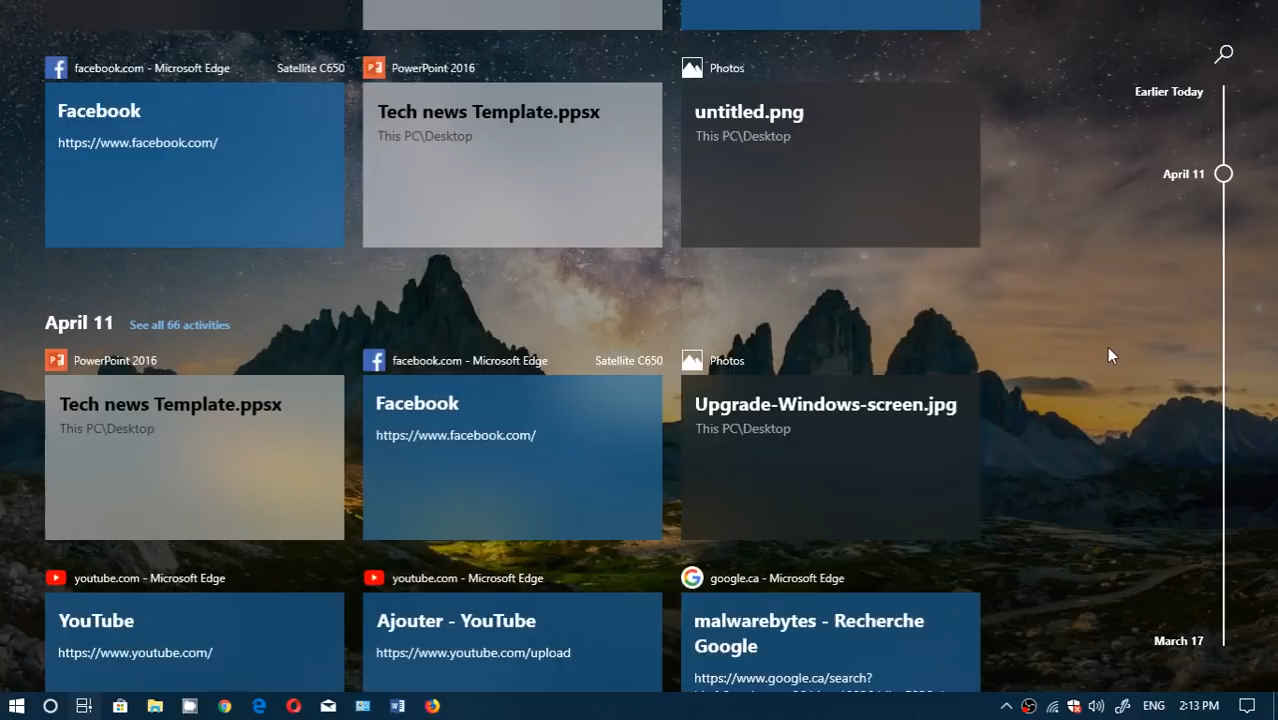 facebook.com - Microsoft Edge Satellite C650
PowerPoint 2016
Photos
Facebook
https://www.facebook.com/
Tech news Template.ppsx
This PC\Desktop
untitled.png
This PC\Desktop
Earlier Today
April 11
April 11 See all 66 activities
PowerPoint 2016
facebook.com - Microsoft Edge Satellite C650
Photos
Tech news Template.ppsx
This PC\Desktop
Facebook
https://www.facebook.com/
Upgrade-Windows-screen.jpg
This PC\Desktop
youtube.com - Microsoft Edge
youtube.com - Microsoft Edge
google.ca - Microsoft Edge
YouTube
https://www.youtube.com/
Ajouter - YouTube
https://www.youtube.com/upload
malwarebytes - Recherche
Google
https://www.google.ca/search?
March 17
ENG 2:13 PM